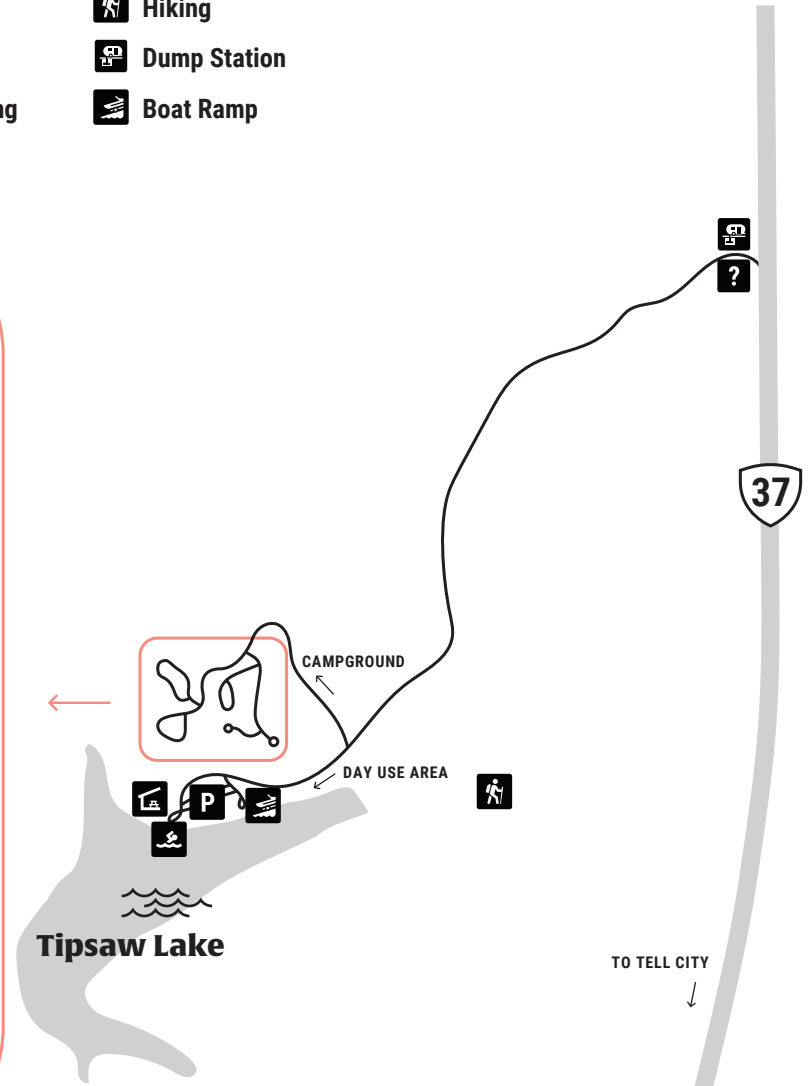 Hiking
Dump Station
ng
Boat Ramp
?
37
CAMPGROUND
DAY USE AREA
P
Tipsaw Lake
TO TELL CITY